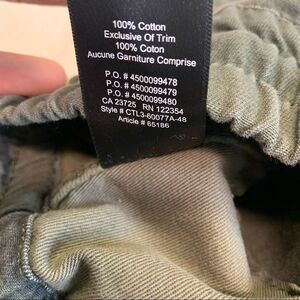 100% Cotton
Exclusive Of Trim
100% Coton
Aucune Garniture Comprise
P.O. # 4500099478
P.O. # 4500099479
P.O. # 4500099480
CA 23725 RN 122354
Style # CTL3-60077A-48
Article # 65186